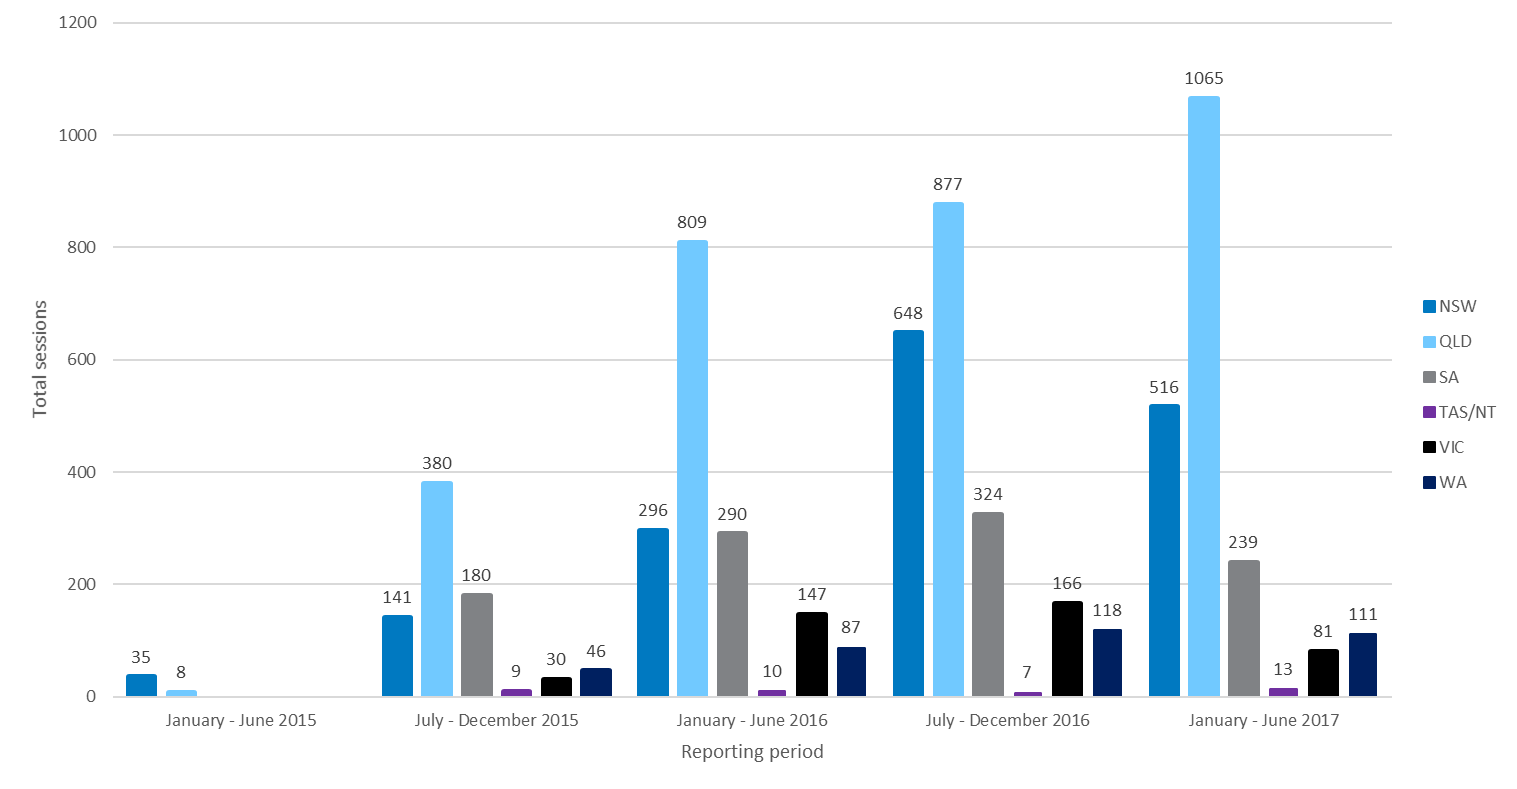 1200
1000
800
600
400
200
0
Total sessions
35
8
141
380
180
9
30
46
296
809
290
10
147
87
648
877
324
7
166
118
516
1065
239
13
81
111
January - June 2015
July - December 2015
January - June 2016
July - December 2016
January - June 2017
Reporting period
NSW
QLD
SA
TAS/NT
VIC
WA